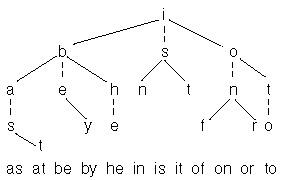 i
b s o
a e h n t n t
s y e f r o
t
as at be by he in is it of on or to